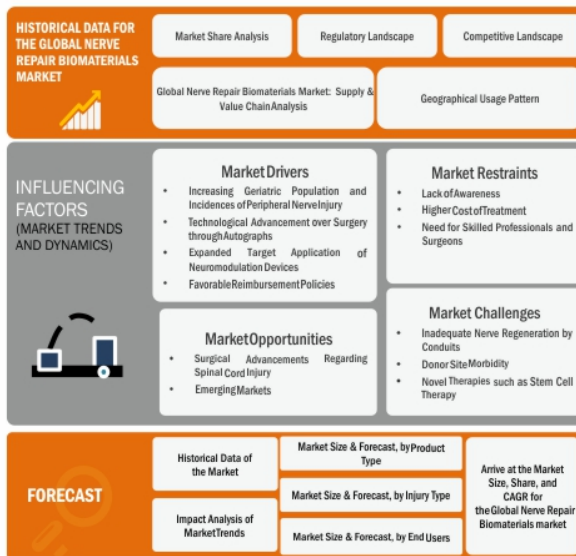 HISTORICAL DATA FOR
THE GLOBAL NERVE
REPAIR BIOMATERIALS
MARKET
Market Share Analysis
Regulatory Landscape
Competitive Landscape
Global Nerve Repair Biomaterials Market: Supply &
Value Chain Analysis
Geographical Usage Pattern
INFLUENCING
FACTORS
(MARKET TRENDS
AND DYNAMICS)
Market Drivers
• Increasing Geriatric Population and
Incidences of Peripheral Nerve Injury
• Technological Advancement over Surgery
through Autographs
• Expanded Target Application of
Neuromodulation Devices
• Favorable Reimbursement Policies
Market Restraints
• Lack of Awareness
• Higher Cost of Treatment
• Need for Skilled Professionals and
Surgeons
Market Opportunities
• Surgical Advancements Regarding
Spinal Cord Injury
• Emerging Markets
Market Challenges
• Inadequate Nerve Regeneration by
Conduits
• Donor Site Morbidity
• Novel Therapies such as Stem Cell
Therapy
FORECAST
Historical Data of
the Market
Impact Analysis of
Market Trends
Market Size & Forecast, by Product
Type
Market Size & Forecast, by Injury Type
Market Size & Forecast, by End Users
Arrive at the Market
Size, Share, and
CAGR for
the Global Nerve Repair
Biomaterials market